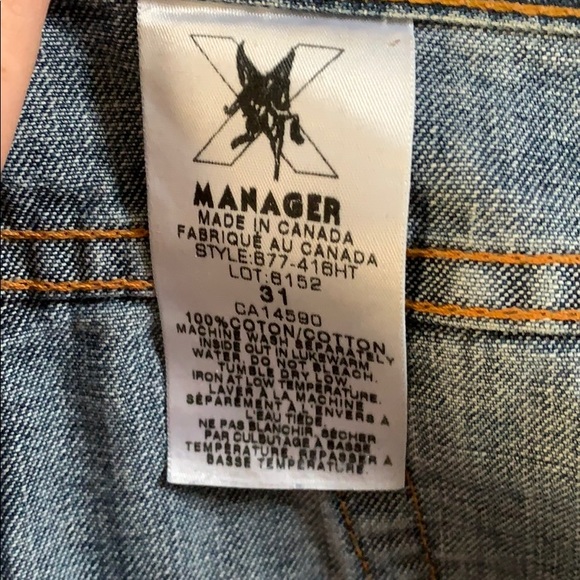 X
MANAGER
MADE IN CANADA
FABRIQUÉ AU CANADA
STYLE:677-416HT
LOT:6152
31
CA14590
100% COTON/COTTON
MACHINE WASH SEPARATELY
INSIDE OUT IN LUKEWARM
WATER. DO NOT BLEACH.
TUMBLE DRY LOW.
IRON AT LOW TEMPERATURE.
LAVER A LA MACHINE
SÉPARÉMENT À L'ENVERS A
L'EAU TIÈDE.
NE PAS BLANCHIR. SÉCHER
PAR CULBUTAGE A BASSE
TEMPÉRATURE. REPASSER A
BASSE TEMPÉRATURE.